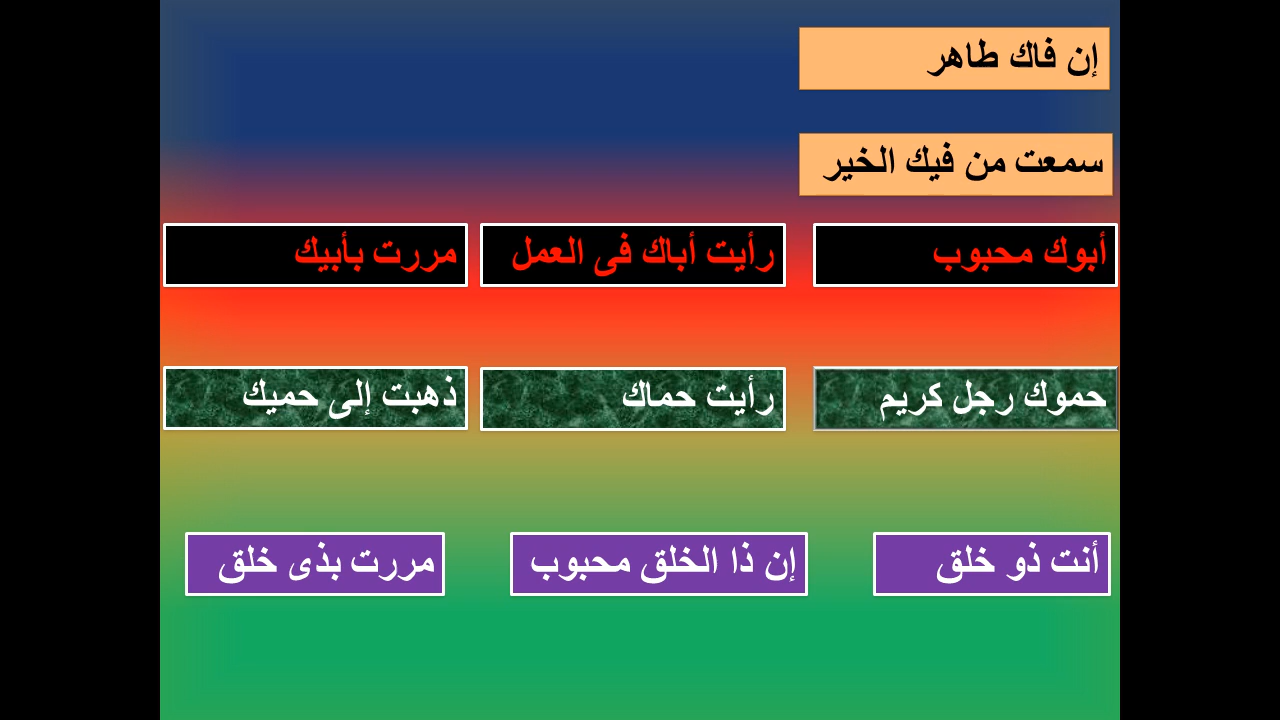 إن فاك طاهر
سمعت من فيك الخير
أبوك محبوب
رأيت أباك فى العمل
مررت بأبيك
حموك رجل كريم
رأيت حماك
ذهبت إلى حميك
أنت ذو خلق
إن ذا الخلق محبوب
مررت بذى خلق